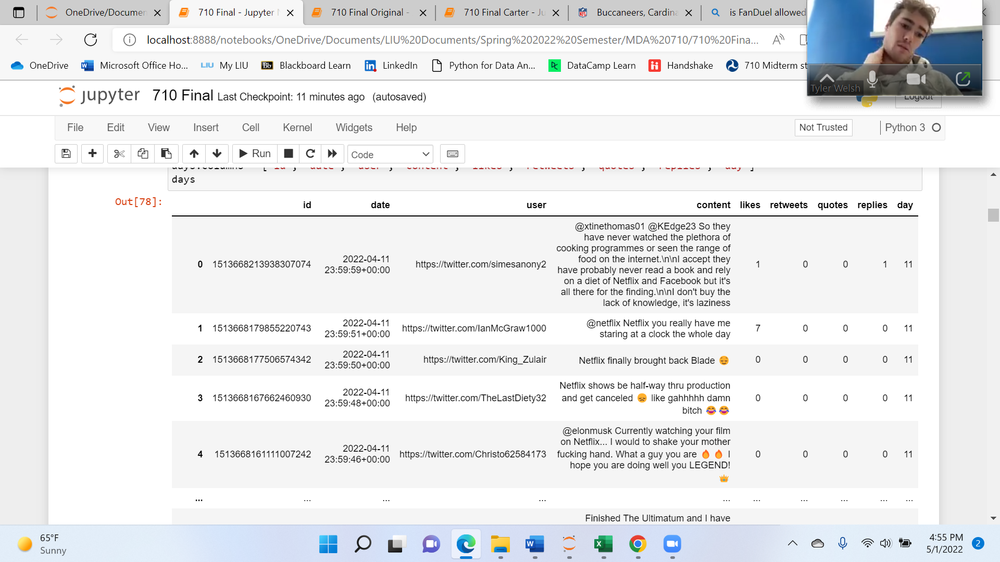 OneDrive/Documen
710 Final - Jupyter N
710 Final Original -
710 Final Carter - Ju
Buccaneers, Cardina
is FanDuel allowed
localhost:8888/notebooks/OneDrive/Documents/LIU%20Documents/Spring%202022%20Semester/MDA%20710/710%20Fina...
OneDrive
Microsoft Office Ho...
LIU My LIU
Bb Blackboard Learn
LinkedIn
Python for Data An...
DataCamp Learn
Handshake
710 Midterm st
Tyler Welsh
jupyter 710 Final Last Checkpoint: 11 minutes ago (autosaved)
Logout
File Edit View Insert Cell Kernel Widgets Help
Not Trusted
Python 3
Run
Code
days.columns = ['id', 'date', 'user', 'content', 'likes', 'retweets', 'quotes', 'replies', 'day']
days
Out[78]:
id date user content likes retweets quotes replies day
0 1513668213938307074 2022-04-11 23:59:59+00:00 https://twitter.com/simesanony2
@xtinethomas01 @KEdge23 So they
have never watched the plethora of
cooking programmes or seen the range of
food on the internet.\n\nI accept they
have probably never read a book and rely
on a diet of Netflix and Facebook but it's
all there for the finding.\n\nI don't buy the
lack of knowledge, it's laziness
1 0 0 1 11
1 1513668179855220743 2022-04-11 23:59:51+00:00 https://twitter.com/IanMcGraw1000
@netflix Netflix you really have me
staring at a clock the whole day
7 0 0 0 11
2 1513668177506574342 2022-04-11 23:59:50+00:00 https://twitter.com/King_Zulair
Netflix finally brought back Blade 😌
0 0 0 0 11
3 1513668167662460930 2022-04-11 23:59:48+00:00 https://twitter.com/TheLastDiety32
Netflix shows be half-way thru production
and get canceled 😞 like gahhhhh damn
bitch 😂😂
0 0 0 0 11
4 1513668161111007242 2022-04-11 23:59:46+00:00 https://twitter.com/Christo62584173
@elonmusk Currently watching your film
on Netflix... I would to shake your mother
fucking hand. What a guy you are 🔥🔥 I
hope you are doing well you LEGEND!
👑
0 0 0 0 11
... ... ... ... ... ... ... ... ... ...
Finished The Ultimatum and I have
65°F
Sunny
4:55 PM
5/1/2022
2